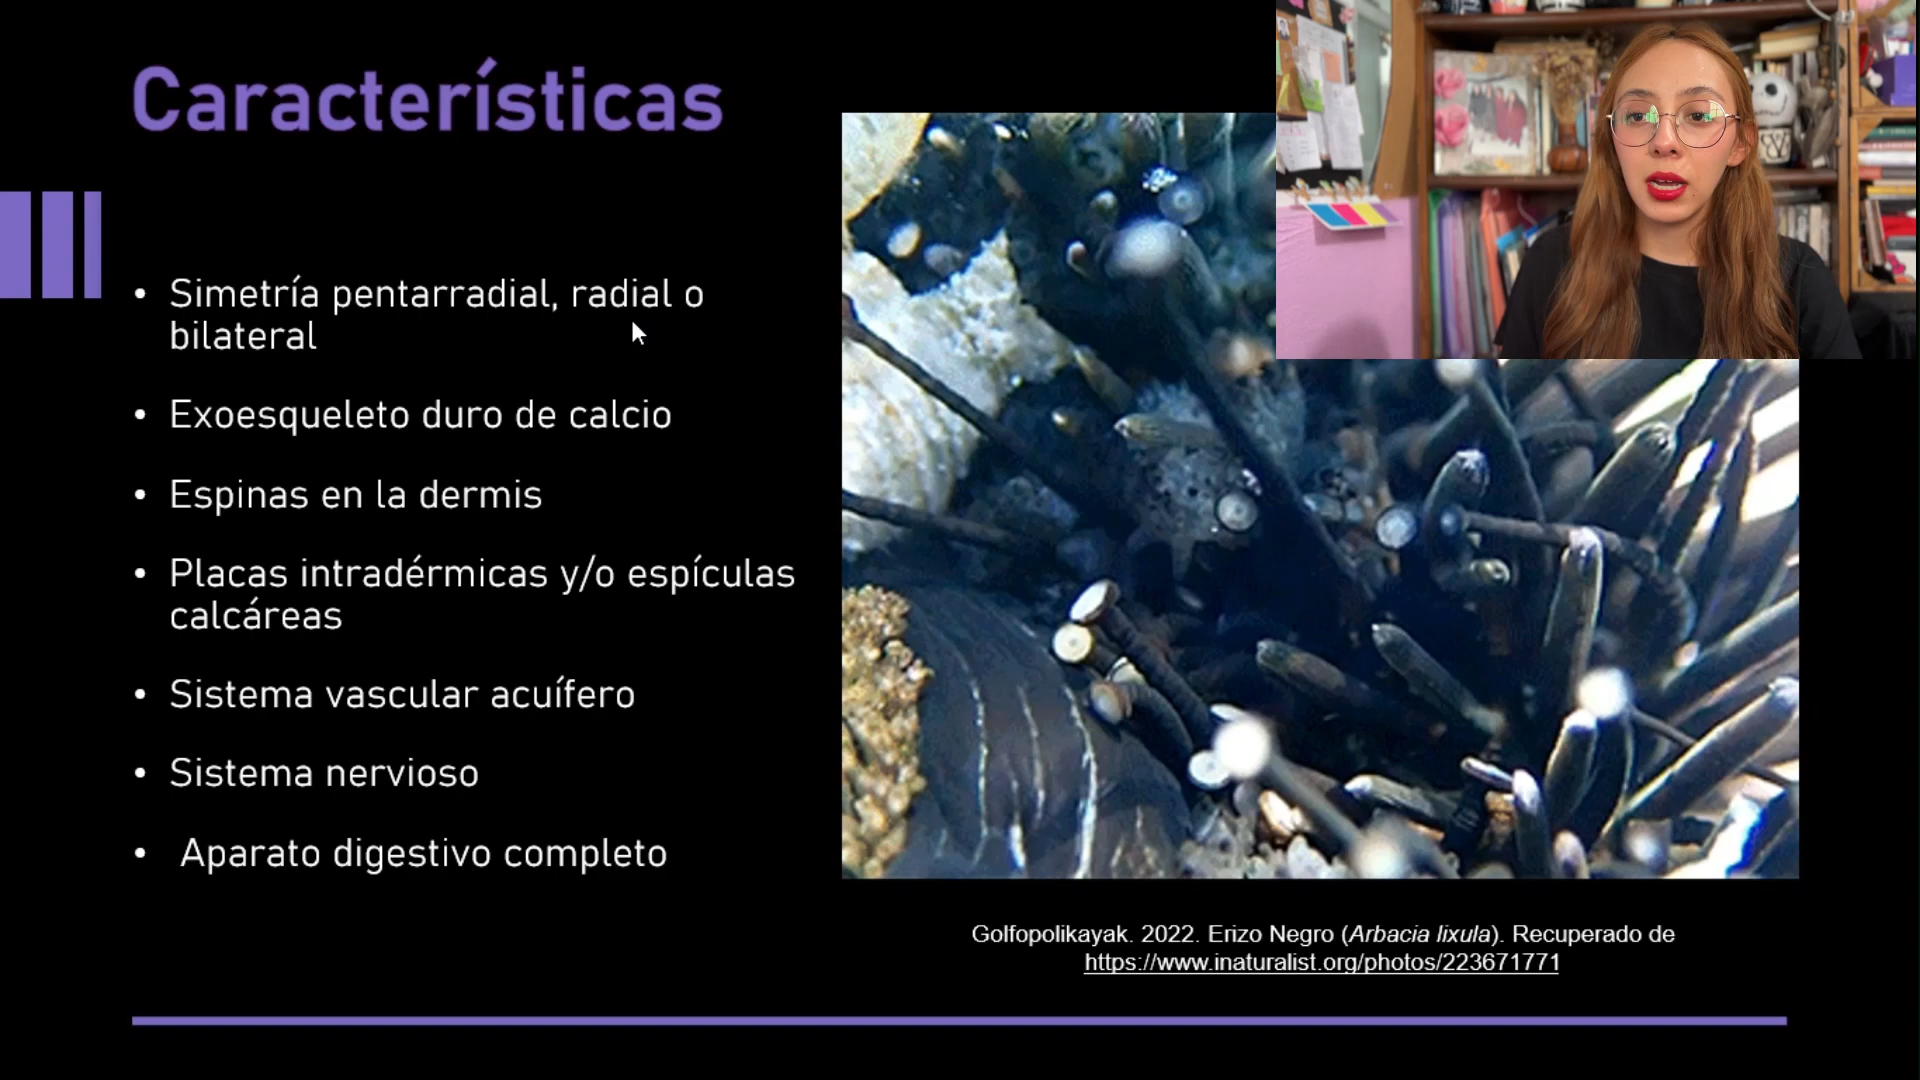 Características
• Simetría pentarradial, radial o
bilateral
• Exoesqueleto duro de calcio
• Espinas en la dermis
• Placas intradérmicas y/o espículas
calcáreas
• Sistema vascular acuífero
• Sistema nervioso
• Aparato digestivo completo
Golfopolikayak. 2022. Erizo Negro (Arbacia lixula). Recuperado de
https://www.inaturalist.org/photos/223671771